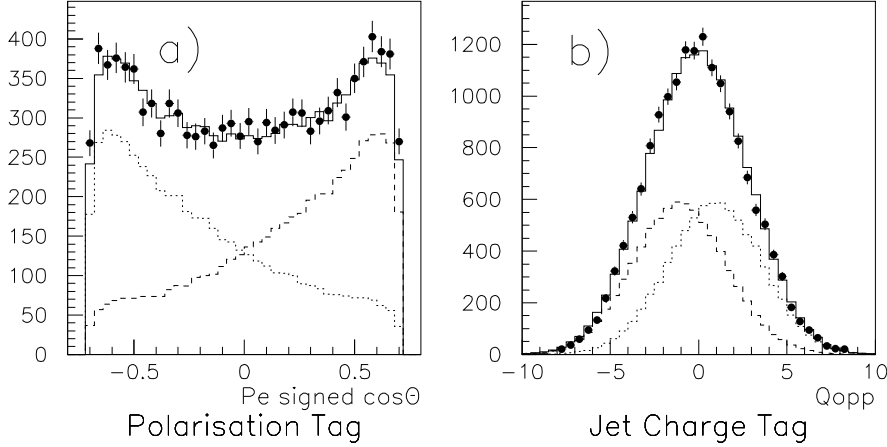 a)
400
350
300
250
200
150
100
50
0
-0.5 0 0.5
Pe signed cosΘ
Polarisation Tag
b)
1200
1000
800
600
400
200
0
-10 -5 0 5 10
Qopp
Jet Charge Tag